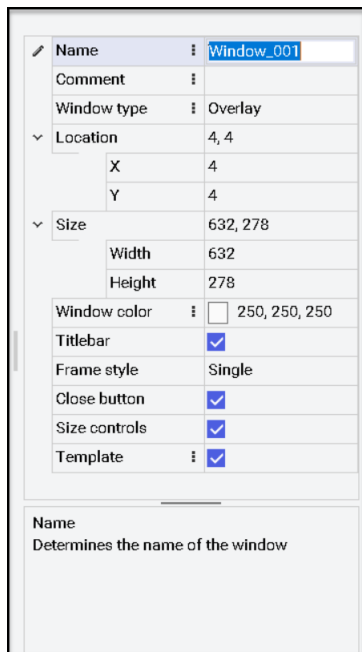 Name Window_001
Comment
Window type Overlay
Location 4, 4
X 4
Y 4
Size 632, 278
Width 632
Height 278
Window color 250, 250, 250
Titlebar
Frame style Single
Close button
Size controls
Template
Name
Determines the name of the window